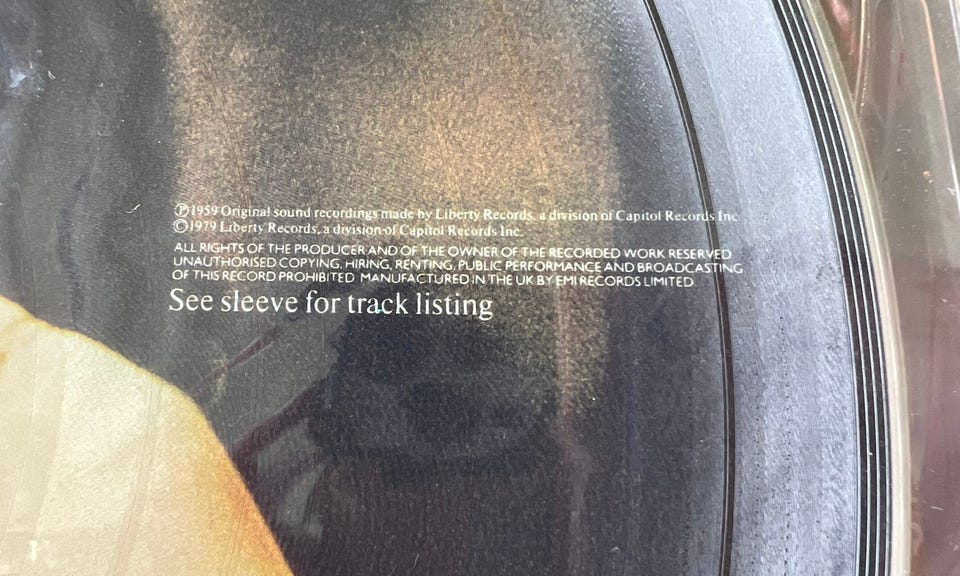 ℗1959 Original sound recordings made by Liberty Records, a division of Capitol Records Inc
©1979 Liberty Records, a division of Capitol Records Inc.
ALL RIGHTS OF THE PRODUCER AND OF THE OWNER OF THE RECORDED WORK RESERVED
UNAUTHORISED COPYING, HIRING, RENTING, PUBLIC PERFORMANCE AND BROADCASTING
OF THIS RECORD PROHIBITED MANUFACTURED IN THE UK BY EMI RECORDS LIMITED
See sleeve for track listing